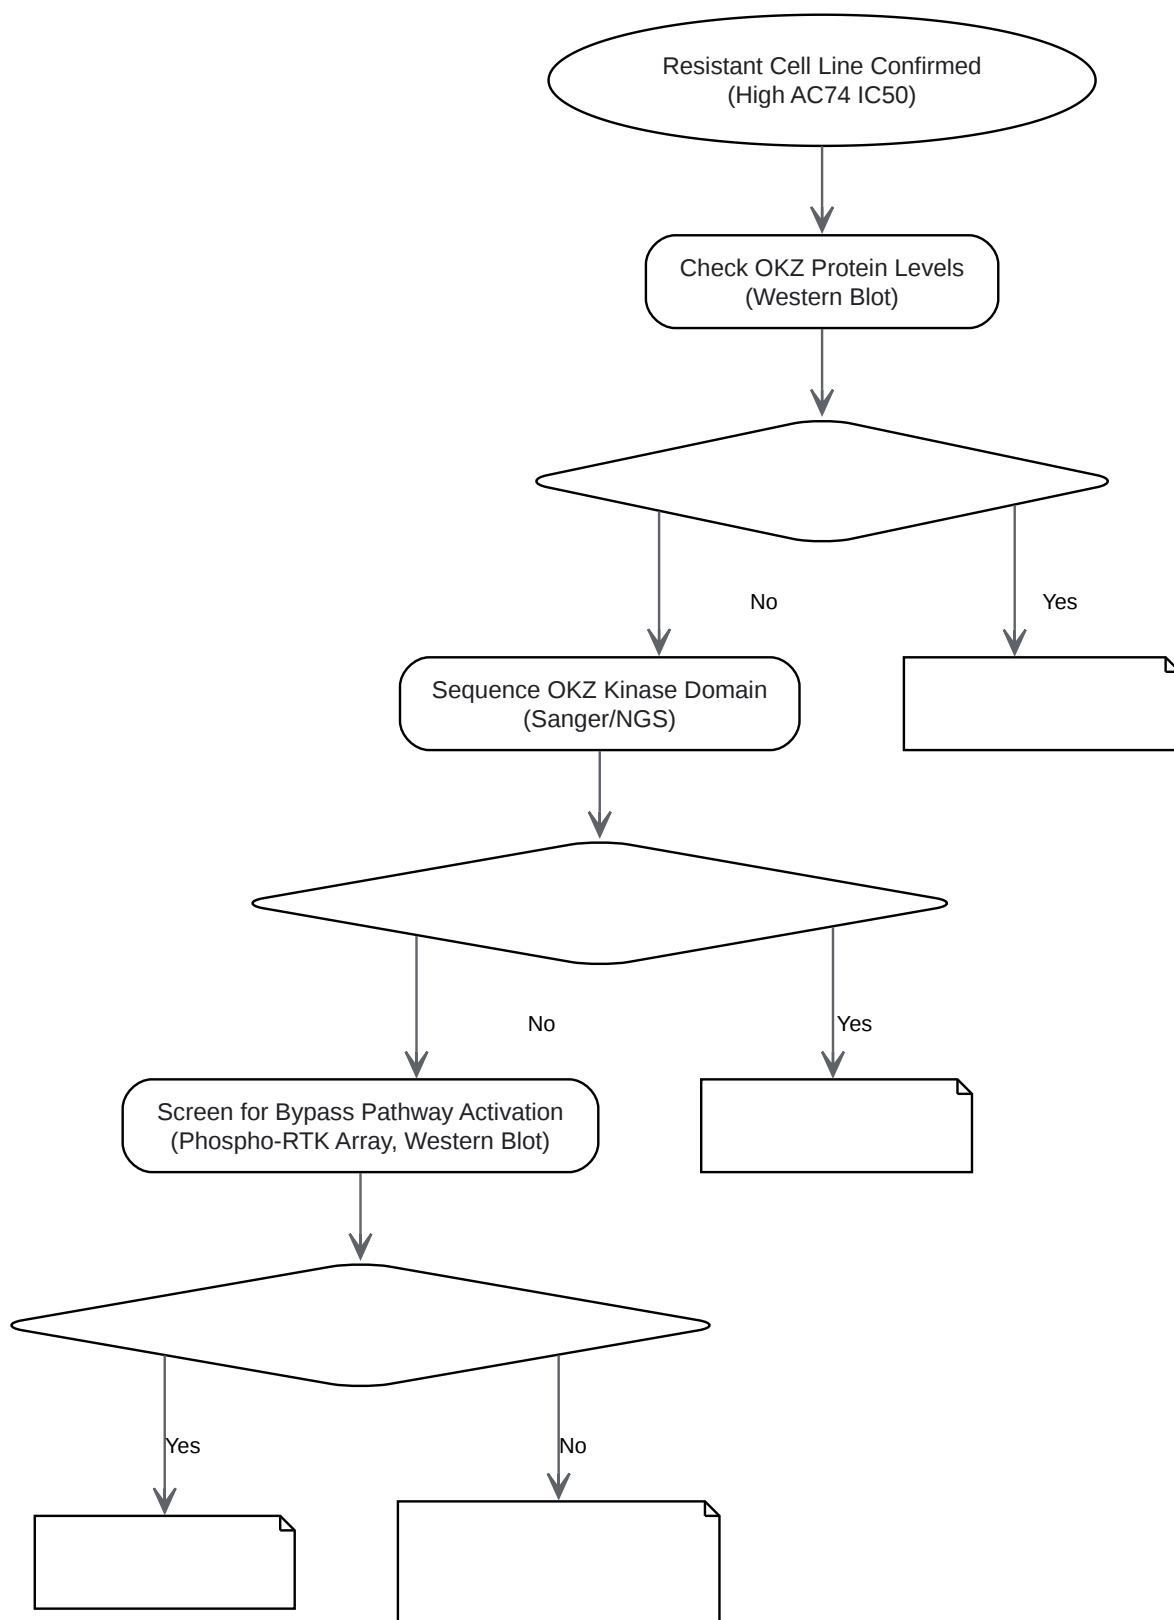 Resistant Cell Line Confirmed
(High AC74 IC50)
Check OKZ Protein Levels
(Western Blot)
No
Yes
Sequence OKZ Kinase Domain
(Sanger/NGS)
No
Yes
Screen for Bypass Pathway Activation
(Phospho-RTK Array, Western Blot)
Yes
No